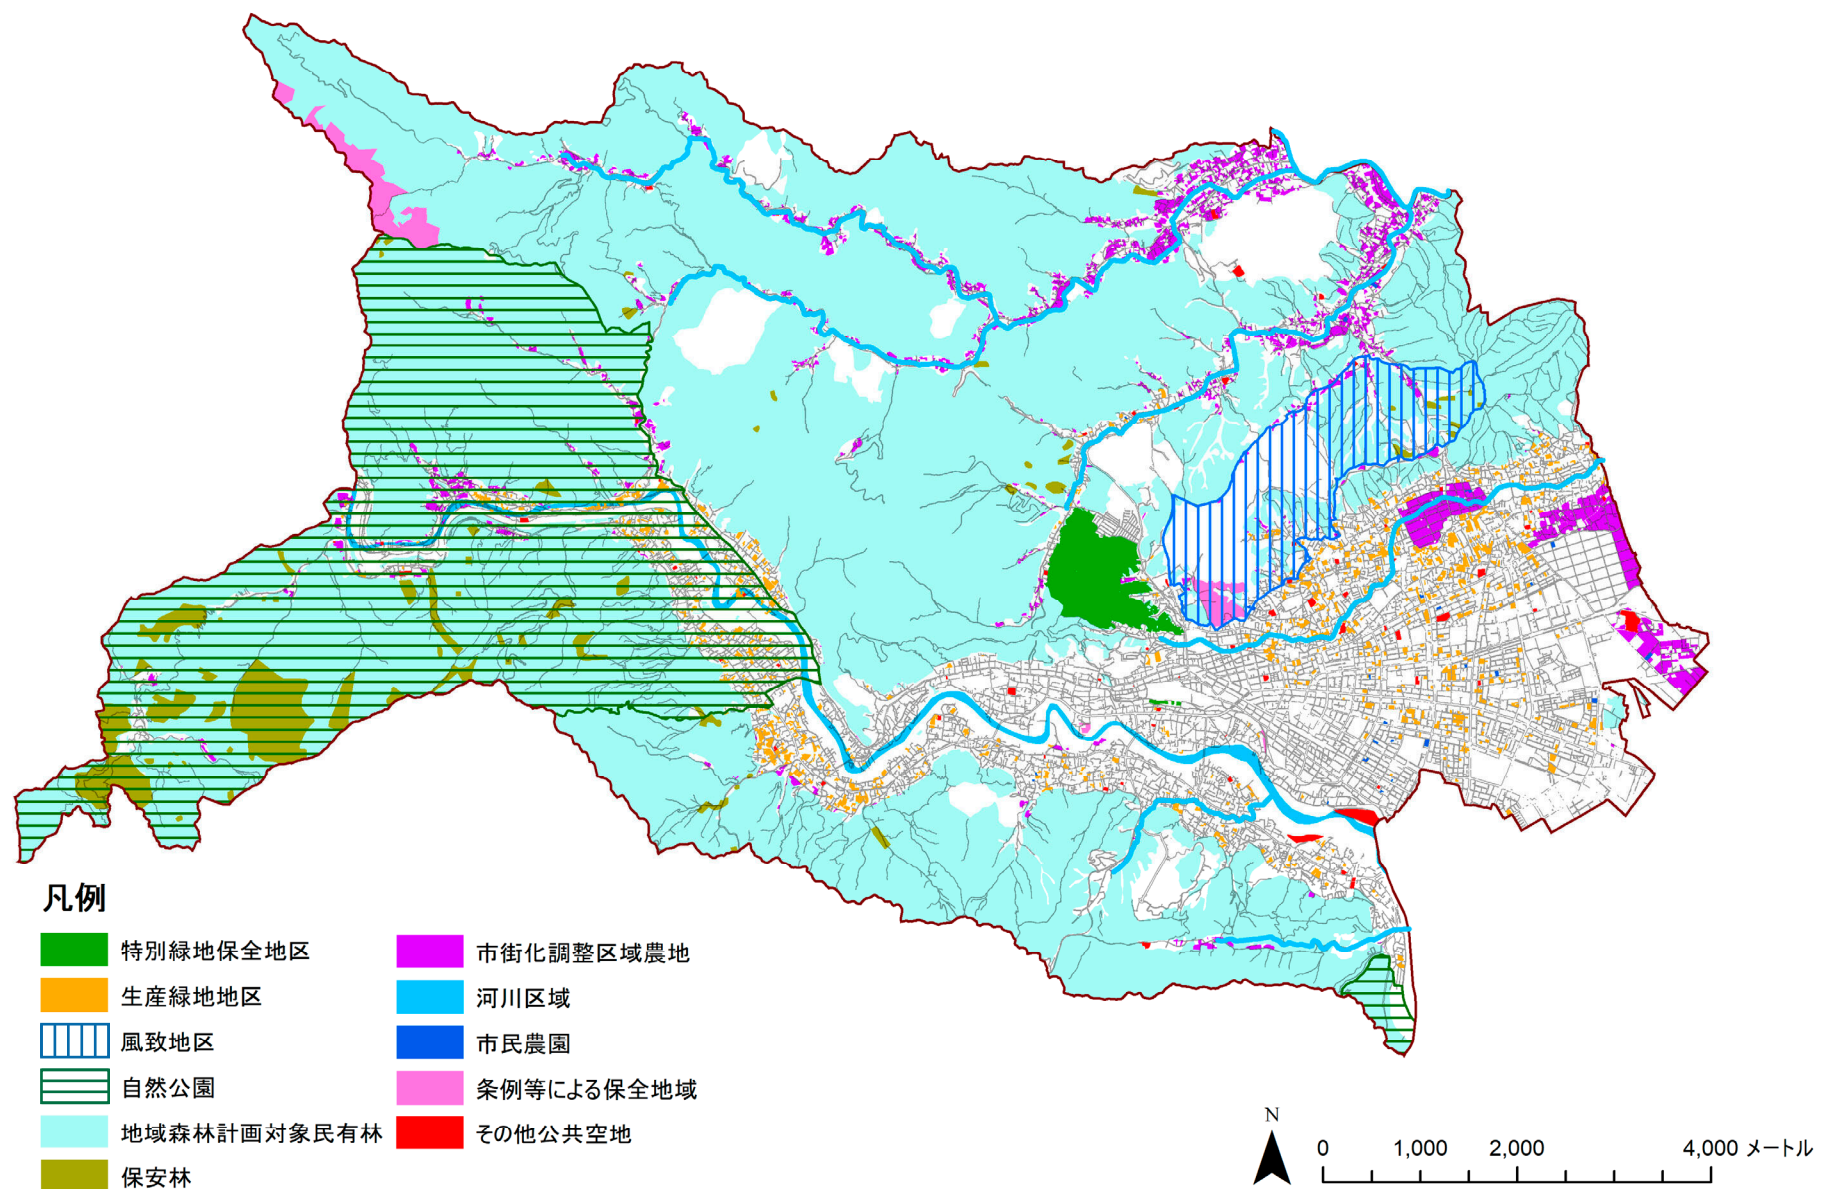 凡例
特別緑地保全地区
生産緑地地区
風致地区
自然公園
地域森林計画対象民有林
保安林
市街化調整区域農地
河川区域
市民農園
条例等による保全地域
その他公共空地
N
0 1,000 2,000 4,000 メートル